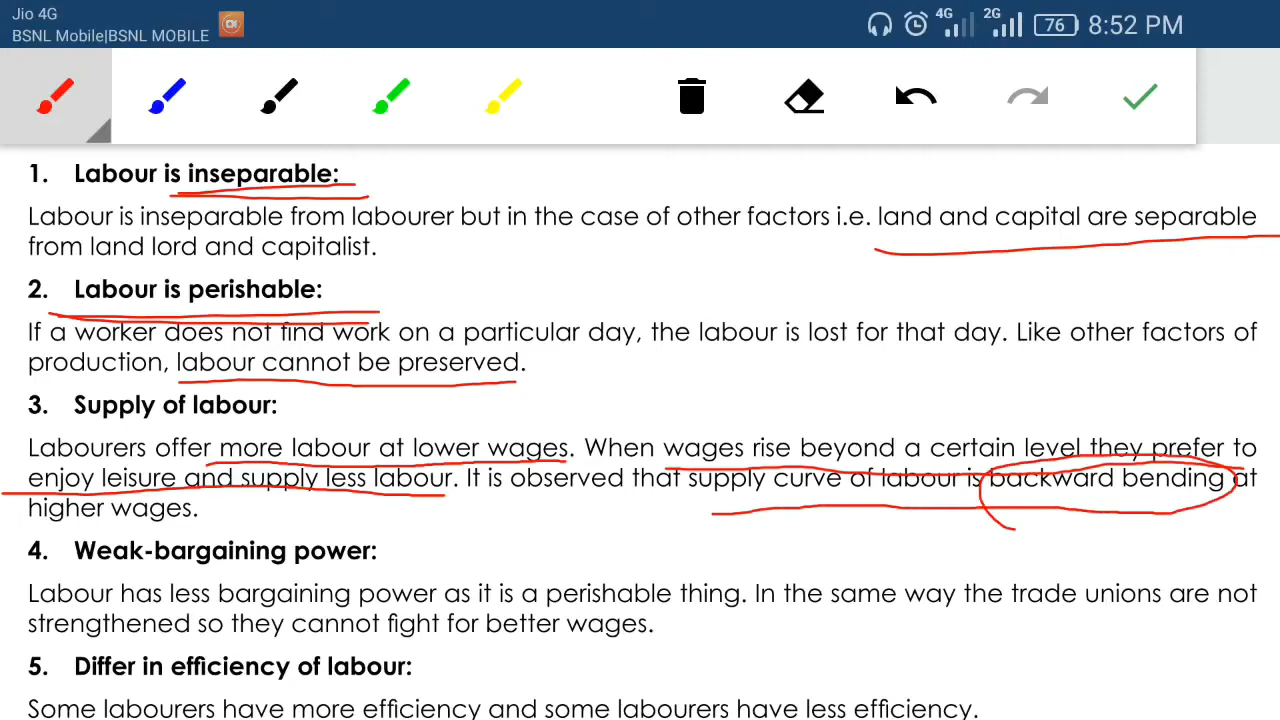 Jio 4G
BSNL Mobile|BSNL MOBILE
4G 2G 76 8:52 PM
1. Labour is inseparable:
Labour is inseparable from labourer but in the case of other factors i.e. land and capital are separable
from land lord and capitalist.
2. Labour is perishable:
If a worker does not find work on a particular day, the labour is lost for that day. Like other factors of
production, labour cannot be preserved.
3. Supply of labour:
Labourers offer more labour at lower wages. When wages rise beyond a certain level they prefer to
enjoy leisure and supply less labour. It is observed that supply curve of labour is backward bending at
higher wages.
4. Weak-bargaining power:
Labour has less bargaining power as it is a perishable thing. In the same way the trade unions are not
strengthened so they cannot fight for better wages.
5. Differ in efficiency of labour:
Some labourers have more efficiency and some labourers have less efficiency.